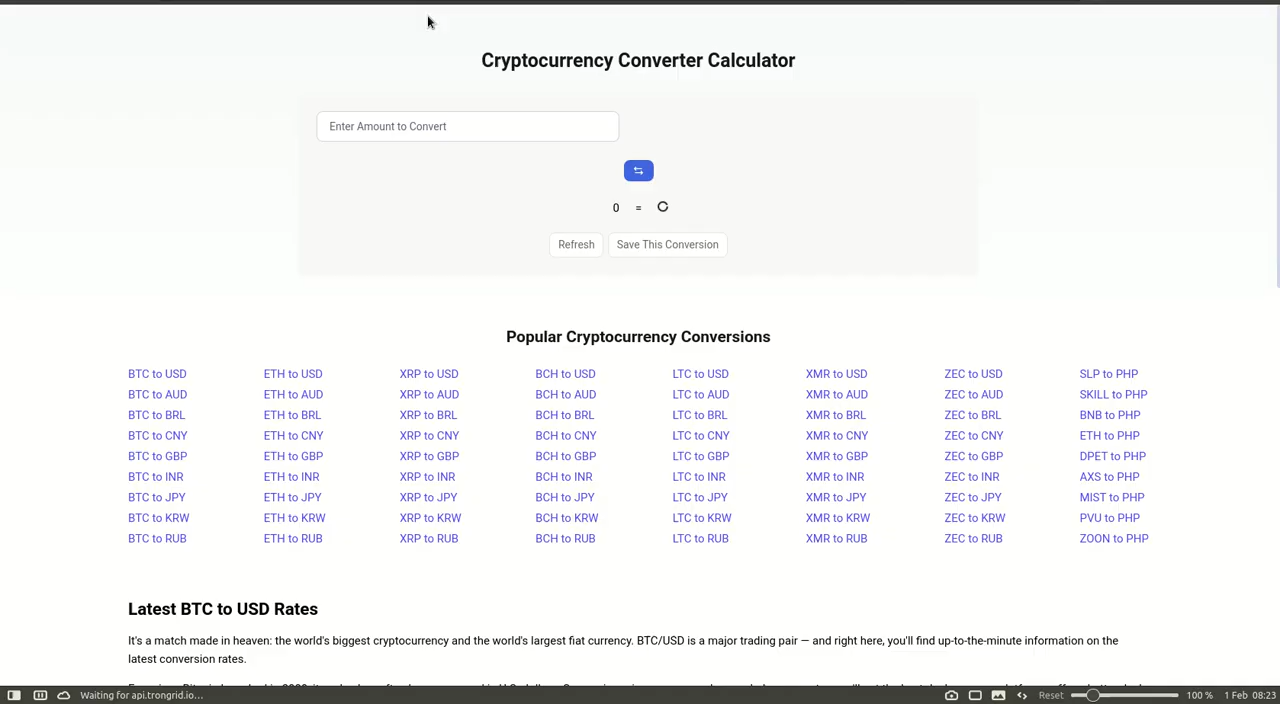 Cryptocurrency Converter Calculator
Enter Amount to Convert
0 =
Refresh Save This Conversion
Popular Cryptocurrency Conversions
BTC to USD ETH to USD XRP to USD BCH to USD LTC to USD XMR to USD ZEC to USD SLP to PHP
BTC to AUD ETH to AUD XRP to AUD BCH to AUD LTC to AUD XMR to AUD ZEC to AUD SKILL to PHP
BTC to BRL ETH to BRL XRP to BRL BCH to BRL LTC to BRL XMR to BRL ZEC to BRL BNB to PHP
BTC to CNY ETH to CNY XRP to CNY BCH to CNY LTC to CNY XMR to CNY ZEC to CNY ETH to PHP
BTC to GBP ETH to GBP XRP to GBP BCH to GBP LTC to GBP XMR to GBP ZEC to GBP DPET to PHP
BTC to INR ETH to INR XRP to INR BCH to INR LTC to INR XMR to INR ZEC to INR AXS to PHP
BTC to JPY ETH to JPY XRP to JPY BCH to JPY LTC to JPY XMR to JPY ZEC to JPY MIST to PHP
BTC to KRW ETH to KRW XRP to KRW BCH to KRW LTC to KRW XMR to KRW ZEC to KRW PVU to PHP
BTC to RUB ETH to RUB XRP to RUB BCH to RUB LTC to RUB XMR to RUB ZEC to RUB ZOON to PHP
Latest BTC to USD Rates
It's a match made in heaven: the world's biggest cryptocurrency and the world's largest fiat currency. BTC/USD is a major trading pair — and right here, you'll find up-to-the-minute information on the
latest conversion rates.
Waiting for api.trongrid.io... Reset 100 % 1 Feb 08:23